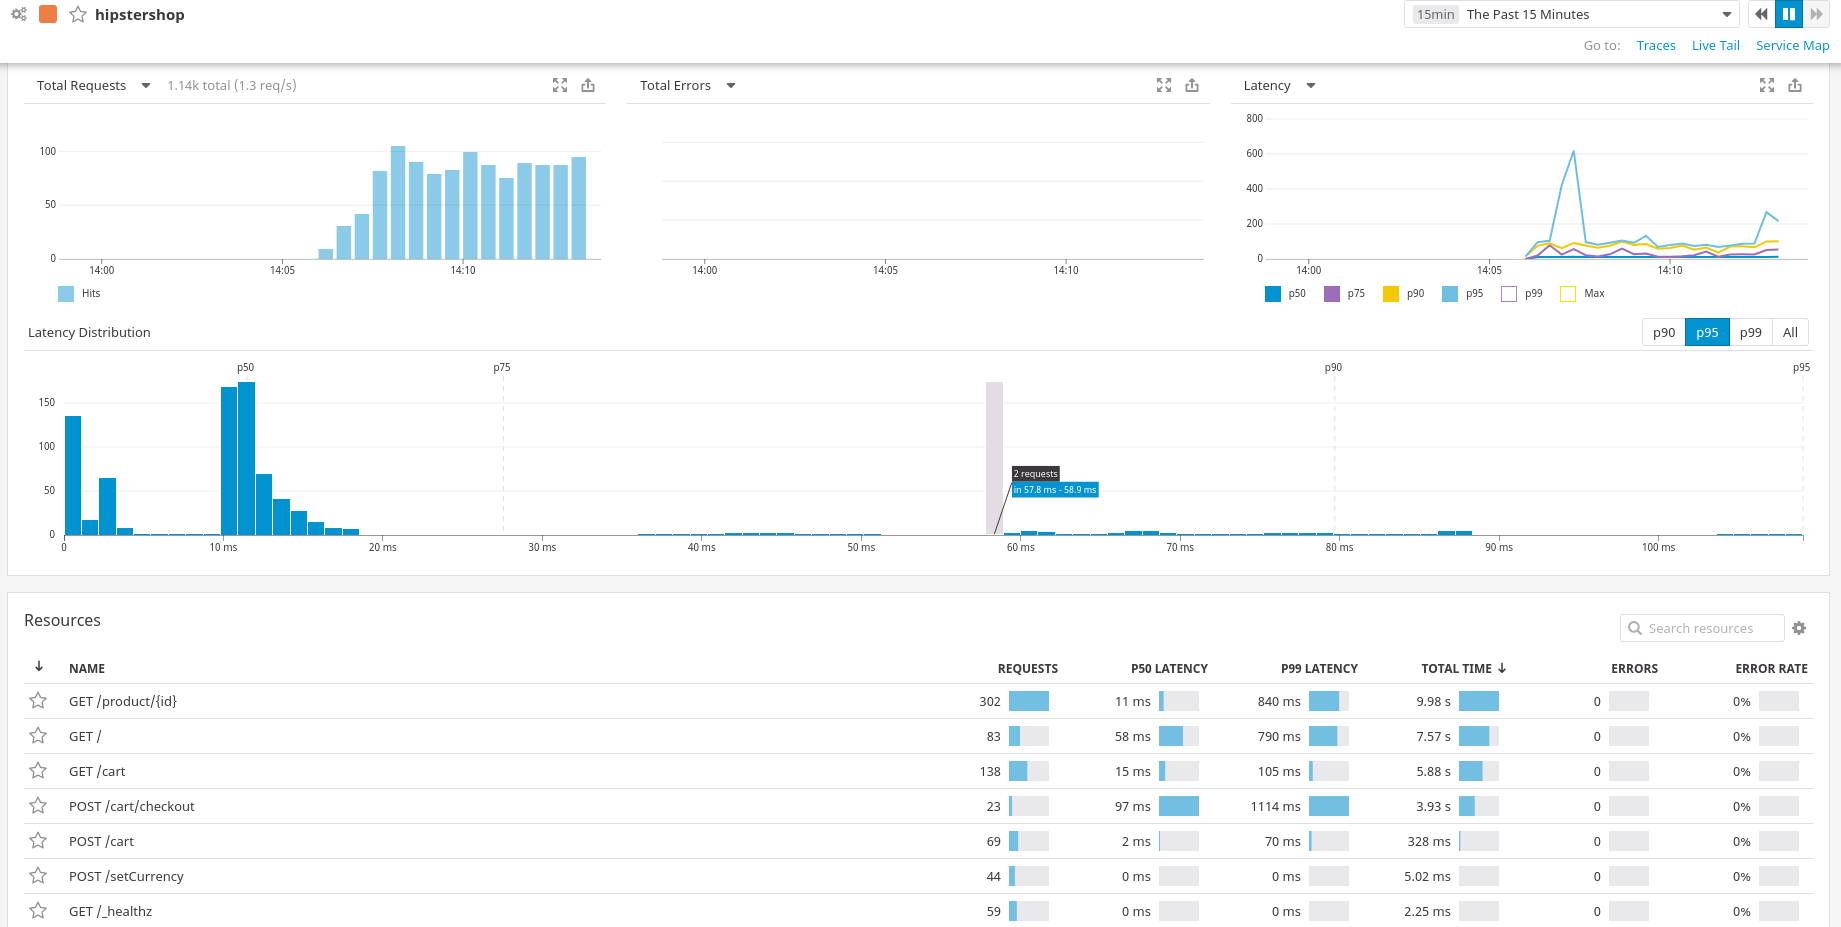 hipstershop
15min The Past 15 Minutes
Go to: Traces Live Tail Service Map
Total Requests 1.14k total (1.3 req/s)
100
50
0
14:00 14:05 14:10
Hits
Total Errors
14:00 14:05 14:10
Latency
800
600
400
200
0
14:00 14:05 14:10
p50 p75 p90 p95 p99 Max
Latency Distribution
p90 p95 p99 All
p50 p75 p90 p95
150
100
50
0
2 requests
in 57.8 ms - 58.9 ms
0 10 ms 20 ms 30 ms 40 ms 50 ms 60 ms 70 ms 80 ms 90 ms 100 ms
Resources
Search resources
NAME REQUESTS P50 LATENCY P99 LATENCY TOTAL TIME ERRORS ERROR RATE
GET /product/{id} 302 11 ms 840 ms 9.98 s 0 0%
GET / 83 58 ms 790 ms 7.57 s 0 0%
GET /cart 138 15 ms 105 ms 5.88 s 0 0%
POST /cart/checkout 23 97 ms 1114 ms 3.93 s 0 0%
POST /cart 69 2 ms 70 ms 328 ms 0 0%
POST /setCurrency 44 0 ms 0 ms 5.02 ms 0 0%
GET /_healthz 59 0 ms 0 ms 2.25 ms 0 0%